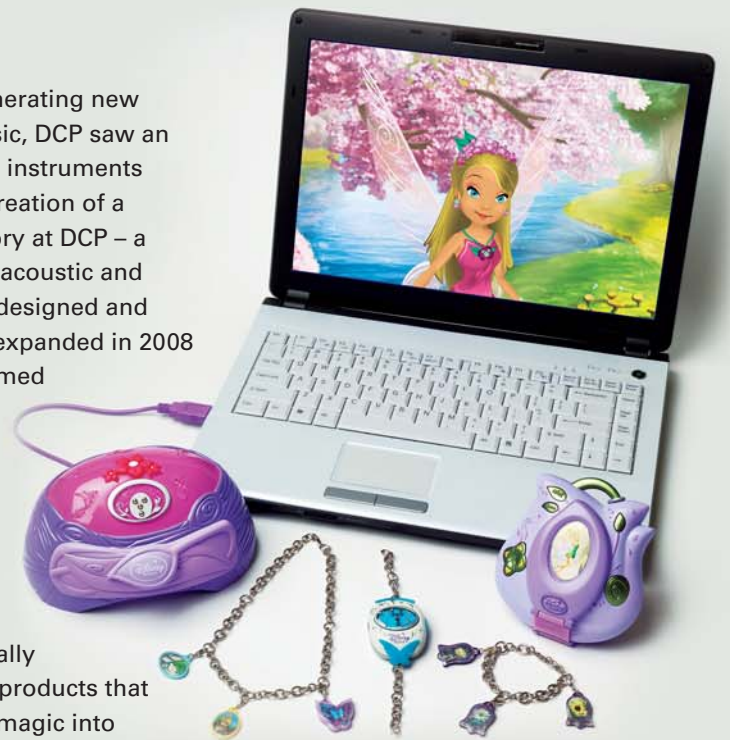 nerating new
sic, DCP saw an
instruments
reation of a
ory at DCP – a
acoustic and
designed and
expanded in 2008
med
ally
products that
magic into